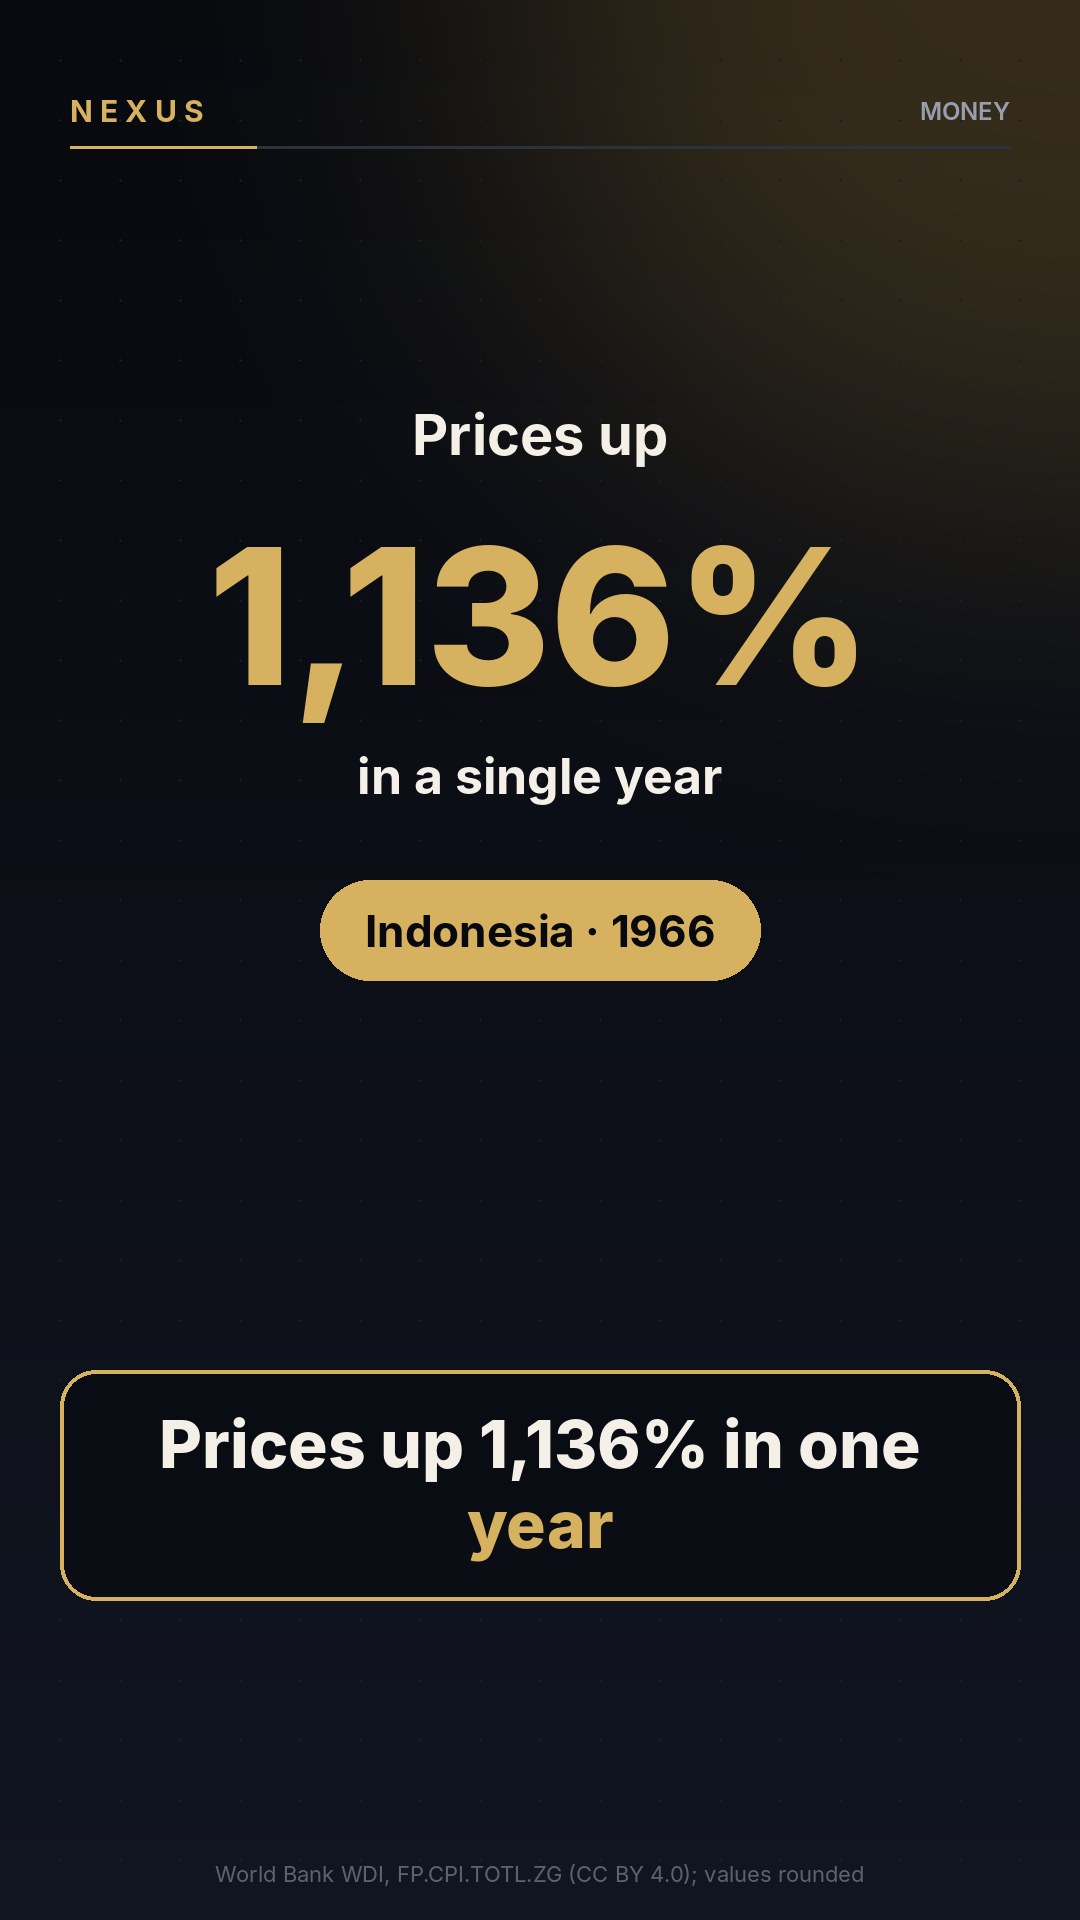 NEXUS
MONEY
Prices up
1,136%
in a single year
Indonesia · 1966
Prices up 1,136% in one
year
World Bank WDI, FP.CPI.TOTL.ZG (CC BY 4.0); values rounded